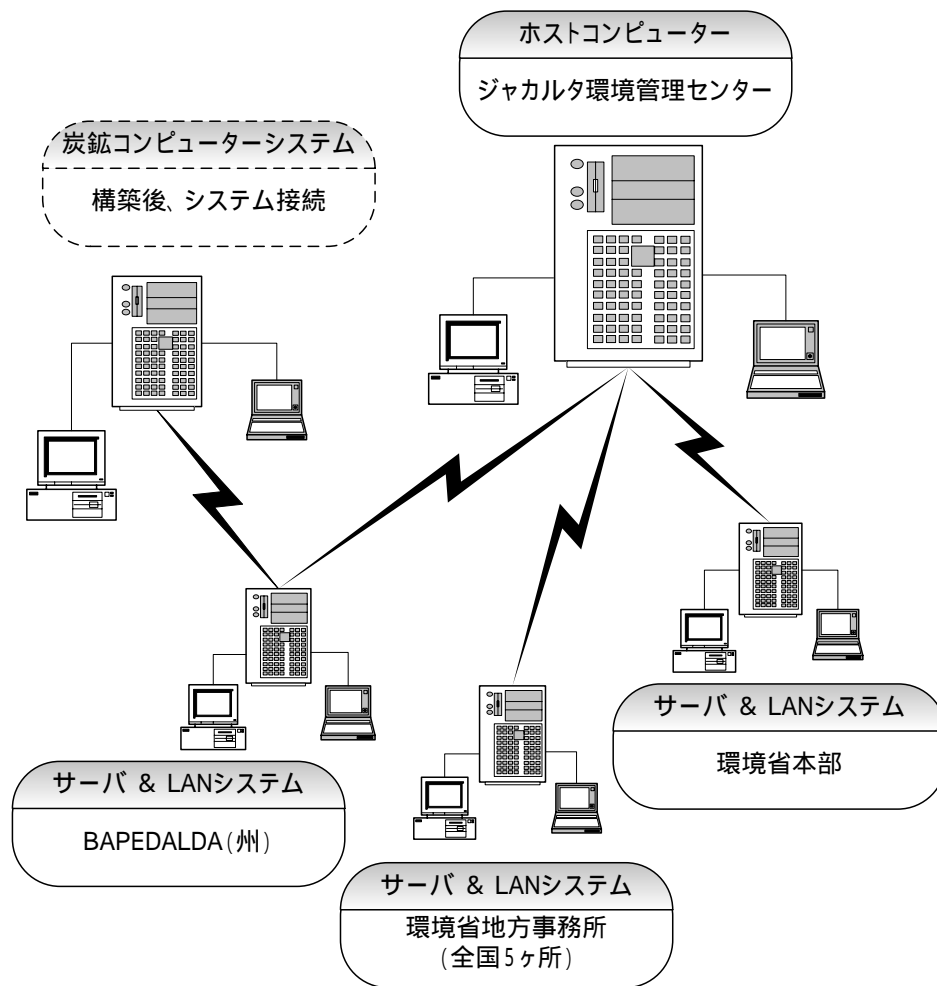 ホストコンピューター
ジャカルタ環境管理センター
炭鉱コンピューターシステム
構築後、システム接続
サーバ & LANシステム
環境省本部
サーバ & LANシステム
BAPEDALDA(州)
サーバ & LANシステム
環境省地方事務所
(全国5ヶ所)